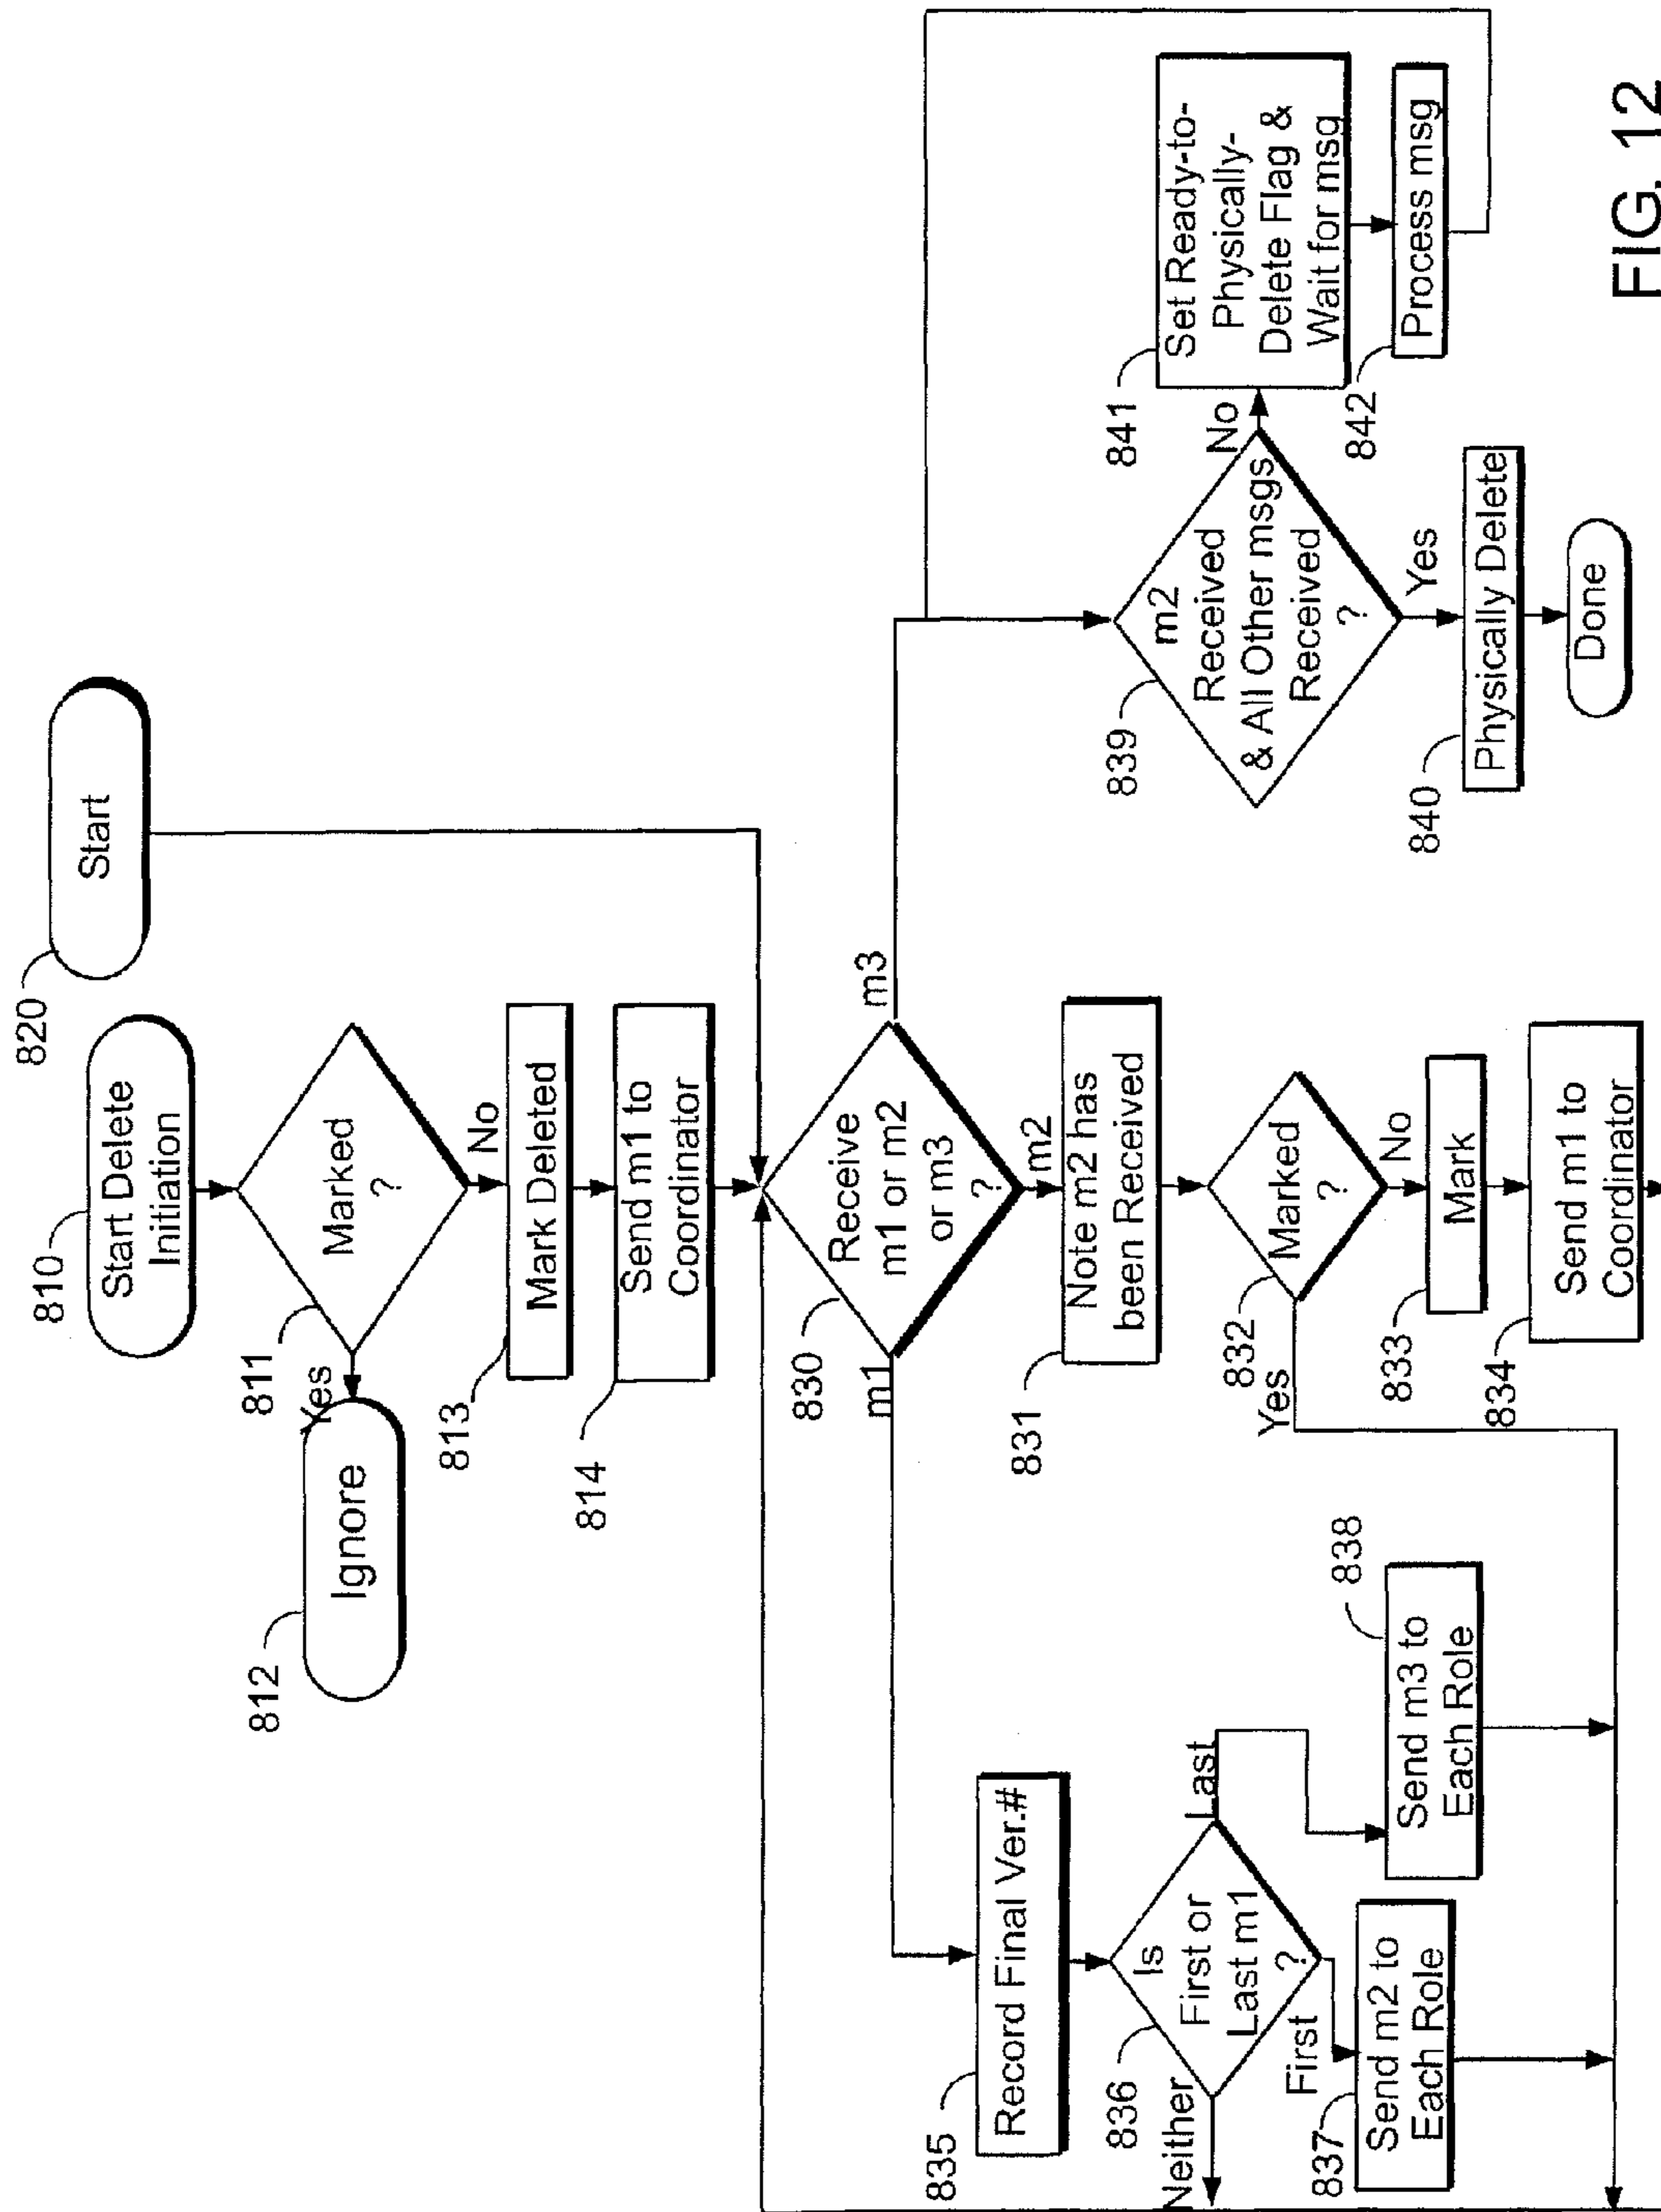 820
Start
810
Start Delete
Initiation
811
Marked
?
Yes
No
812
Ignore
813
Mark Deleted
814
Send m1 to
Coordinator
830
Receive
m1 or m2
or m3
?
m1
m2
m3
831
Note m2 has
been Received
832
Marked
?
Yes
No
833
Mark
834
Send m1 to
Coordinator
835
Record Final Ver.#
836
Is
First or
Last m1
?
Neither
First
Last
837
Send m2 to
Each Role
838
Send m3 to
Each Role
839
m2
Received
& All Other msgs
Received
?
No
Yes
840
Physically Delete
Done
841
Set Ready-to-
Physically-
Delete Flag &
Wait for msg
842
Process msg
FIG. 12